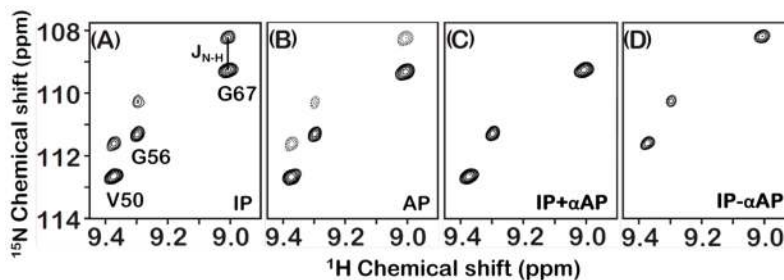 (A) (B) (C) (D)
108
J_N-H
G67
110
G56
112
V50
IP AP IP+αAP IP-αAP
114
9.4 9.2 9.0 9.4 9.2 9.0 9.4 9.2 9.0 9.4 9.2 9.0
¹⁵N Chemical shift (ppm)
¹H Chemical shift (ppm)